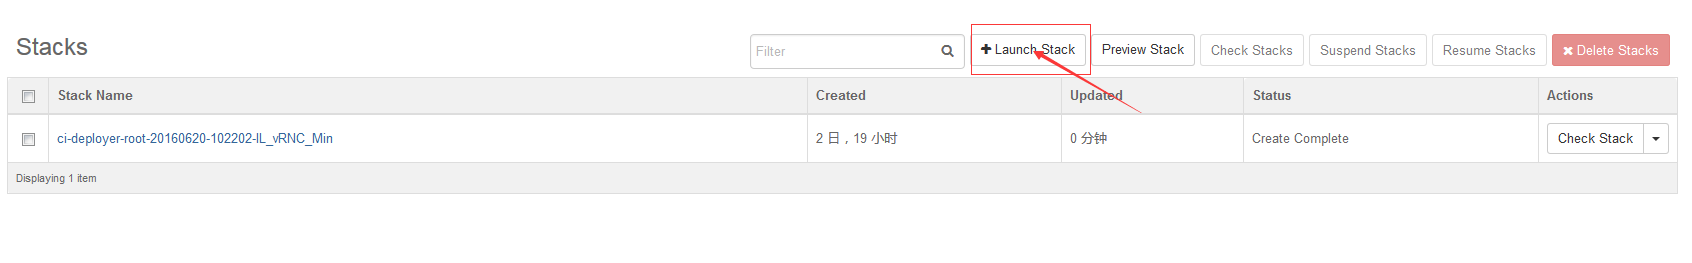 Stacks
Filter
Launch Stack
Preview Stack
Check Stacks
Suspend Stacks
Resume Stacks
Delete Stacks
Stack Name Created Updated Status Actions
ci-deployer-root-20160620-102202-IL_vRNC_Min 2 日，19 小时 0 分钟 Create Complete Check Stack
Displaying 1 item